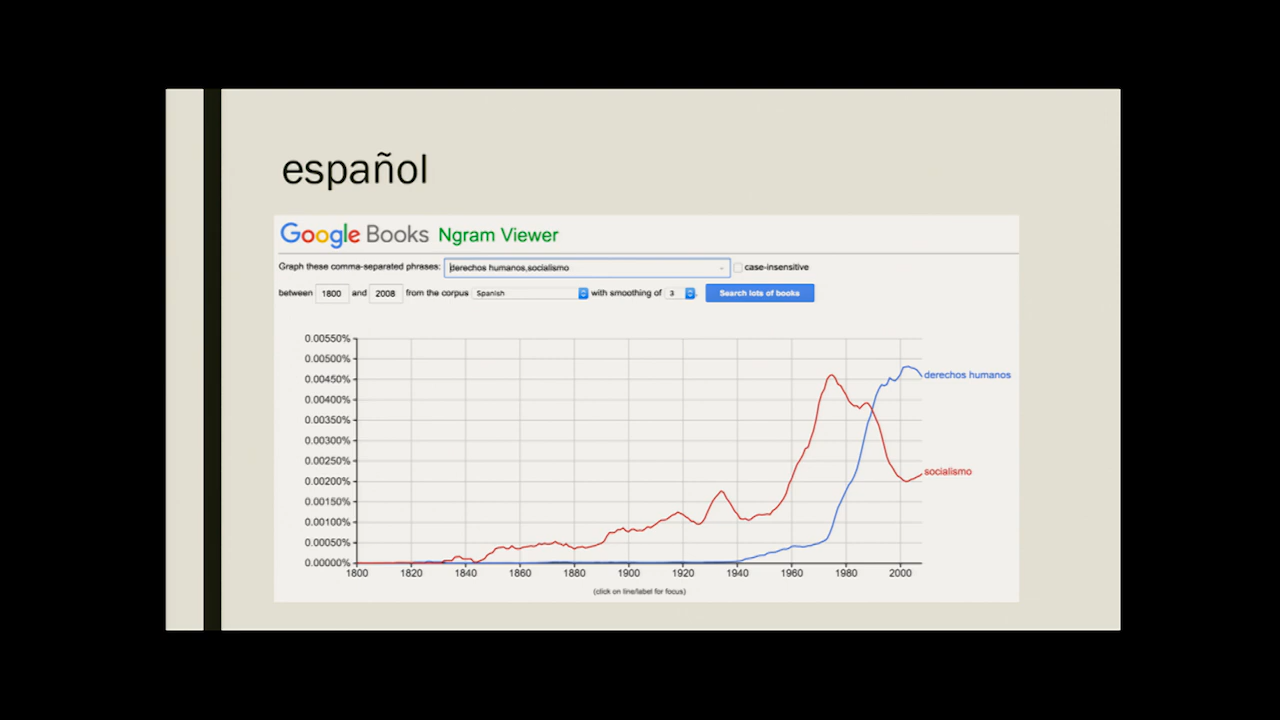 español
Google Books Ngram Viewer
Graph these comma-separated phrases: derechos humanos,socialismo case-insensitive
between 1800 and 2008 from the corpus Spanish with smoothing of 3 Search lots of books
0.00550%
0.00500%
0.00450%
0.00400%
0.00350%
0.00300%
0.00250%
0.00200%
0.00150%
0.00100%
0.00050%
0.00000%
derechos humanos
socialismo
1800 1820 1840 1860 1880 1900 1920 1940 1960 1980 2000
(click on line/label for focus)